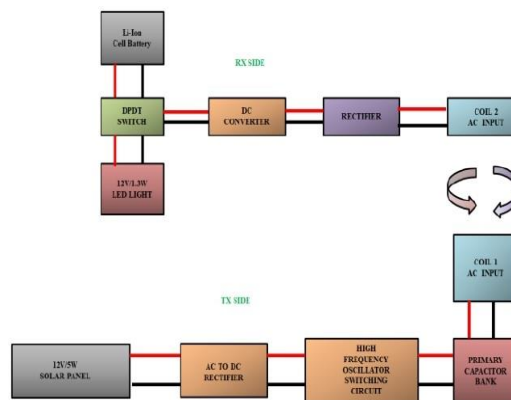 Li-Ion
Cell Battery
RX SIDE
DPDT
SWITCH
DC
CONVERTER
RECTIFIER
COIL 2
AC INPUT
12V/1.3W
LED LIGHT
COIL 1
AC INPUT
TX SIDE
12V/5W
SOLAR PANEL
AC TO DC
RECTIFIER
HIGH
FREQUENCY
OSCILLATOR
SWITCHING
CIRCUIT
PRIMARY
CAPACITOR
BANK